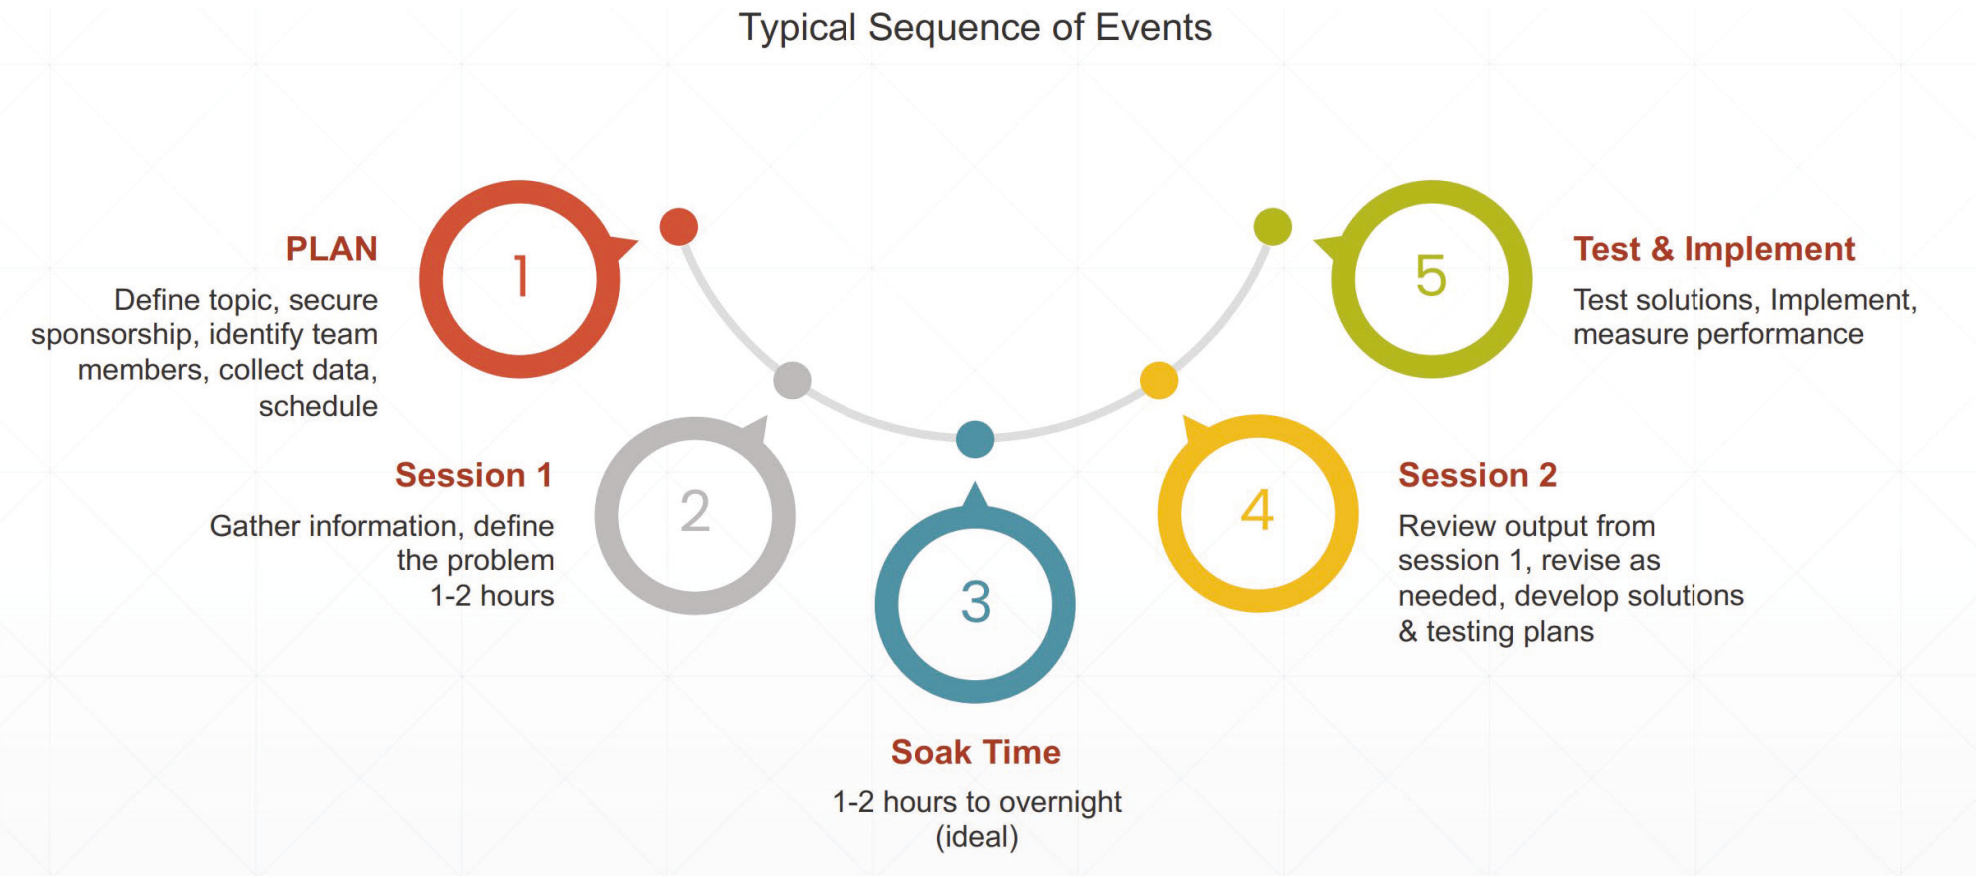 Typical Sequence of Events
1
PLAN
Define topic, secure
sponsorship, identify team
members, collect data,
schedule
2
Session 1
Gather information, define
the problem
1-2 hours
3
Soak Time
1-2 hours to overnight
(ideal)
4
Session 2
Review output from
session 1, revise as
needed, develop solutions
& testing plans
5
Test & Implement
Test solutions, Implement,
measure performance